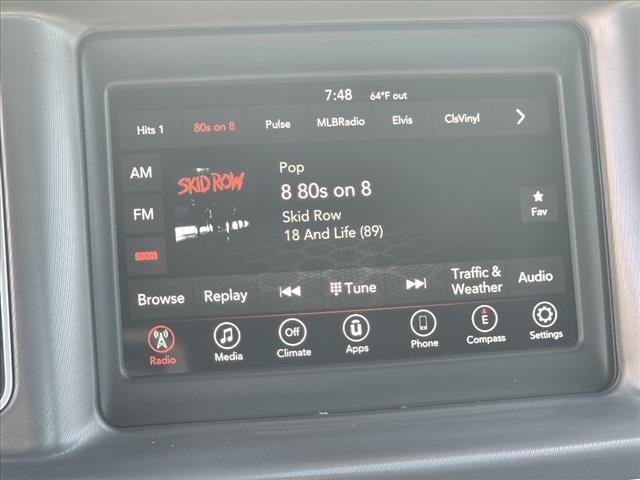 7:48 64°F out
Hits 1 80s on 8 Pulse MLBRadio Elvis ClsVinyl
AM
FM
sxm
SKID ROW
Pop
8 80s on 8
Skid Row
18 And Life (89)
Fav
Browse Replay Tune Traffic & Weather Audio
Off E
Radio Media Climate Apps Phone Compass Settings